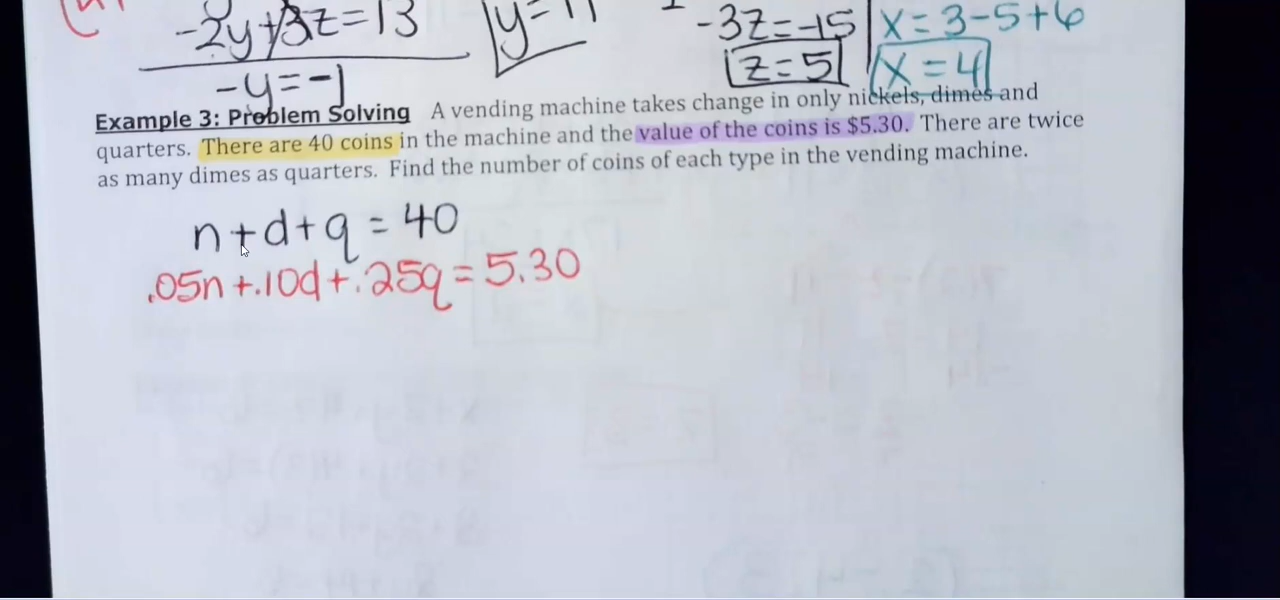 -2y+3z=13
y=11
-3z=-15
x=3-5+6
-y=-1
z=5
x=4
Example 3: Problem Solving A vending machine takes change in only nickels, dimes and
quarters. There are 40 coins in the machine and the value of the coins is $5.30. There are twice
as many dimes as quarters. Find the number of coins of each type in the vending machine.
n+d+q=40
.05n+.10d+.25q=5.30